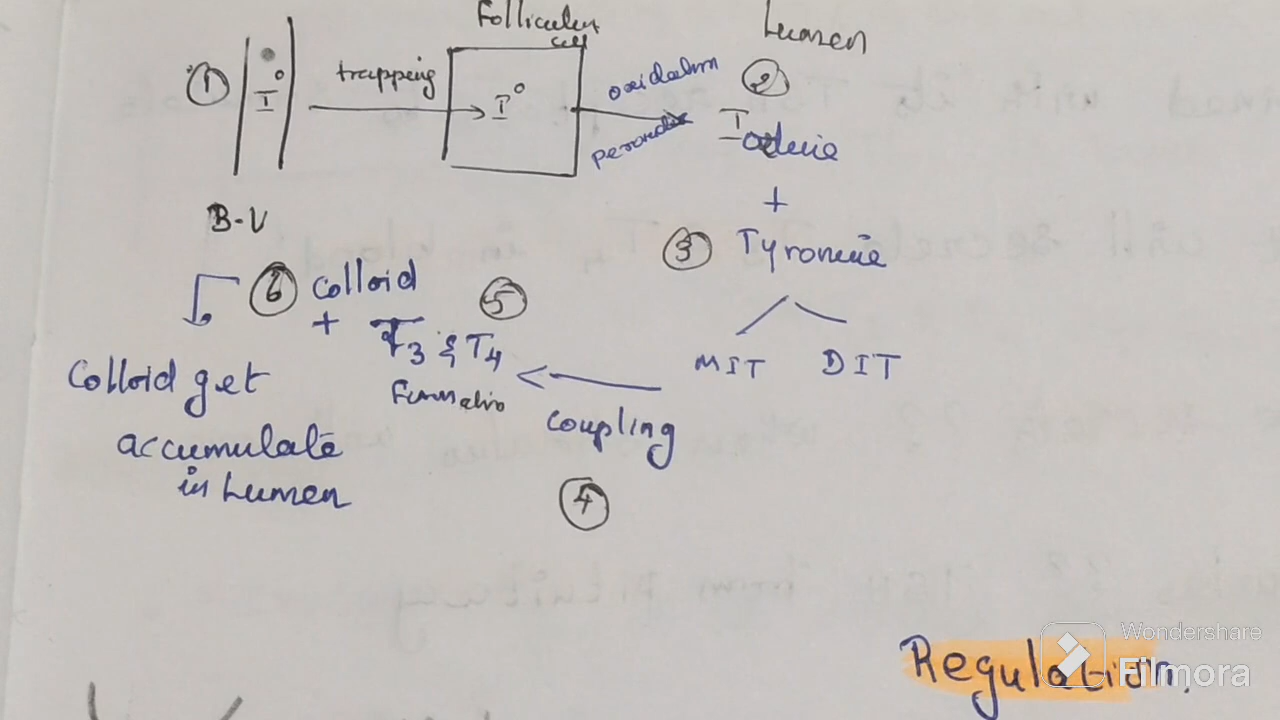 Follicular
cell
Lumen
① I° trapping I° oxidation ②
peroxidase Iodine
B-V
+
③ Tyrosine
MIT DIT
⑥ colloid ⑤
+ T3 & T4
Formation
coupling
④
Colloid get
accumulate
in Lumen
Regulation.
Wondershare
Filmora